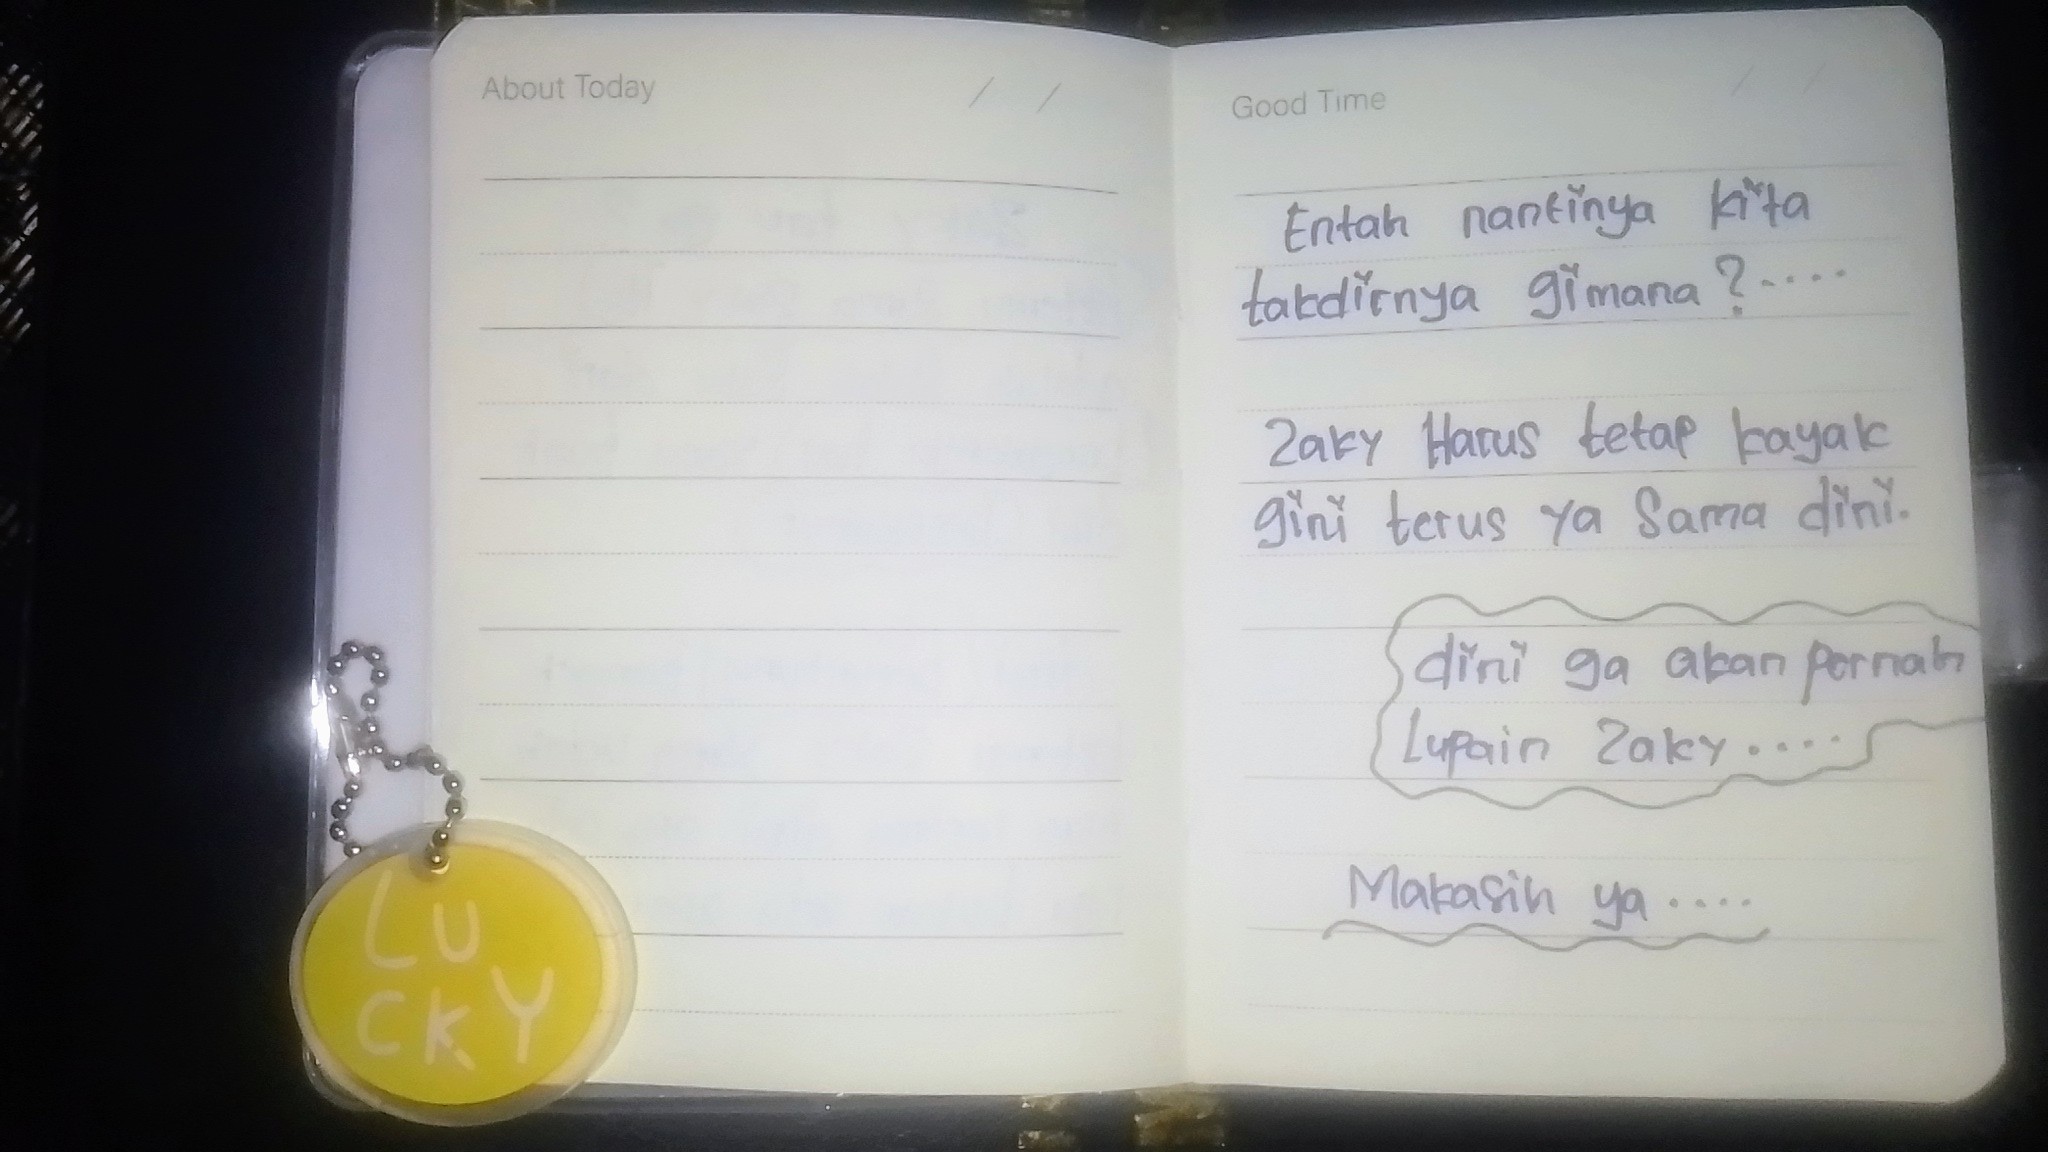 About Today / /
Good Time / /
Entah nantinya kita
takdirnya gimana ? ....
Zaky Harus tetap kayak
gini terus ya Sama dini.
dini ga akan pernah
Lupain Zaky ....
Makasih ya ....
LU
CKY